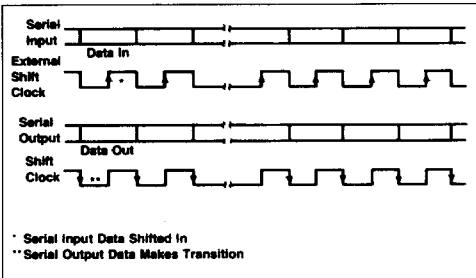 Serial
Input
Data In
External
Shift
Clock
*
Serial
Output
Data Out
Shift
Clock
**
* Serial Input Data Shifted In
** Serial Output Data Makes Transition